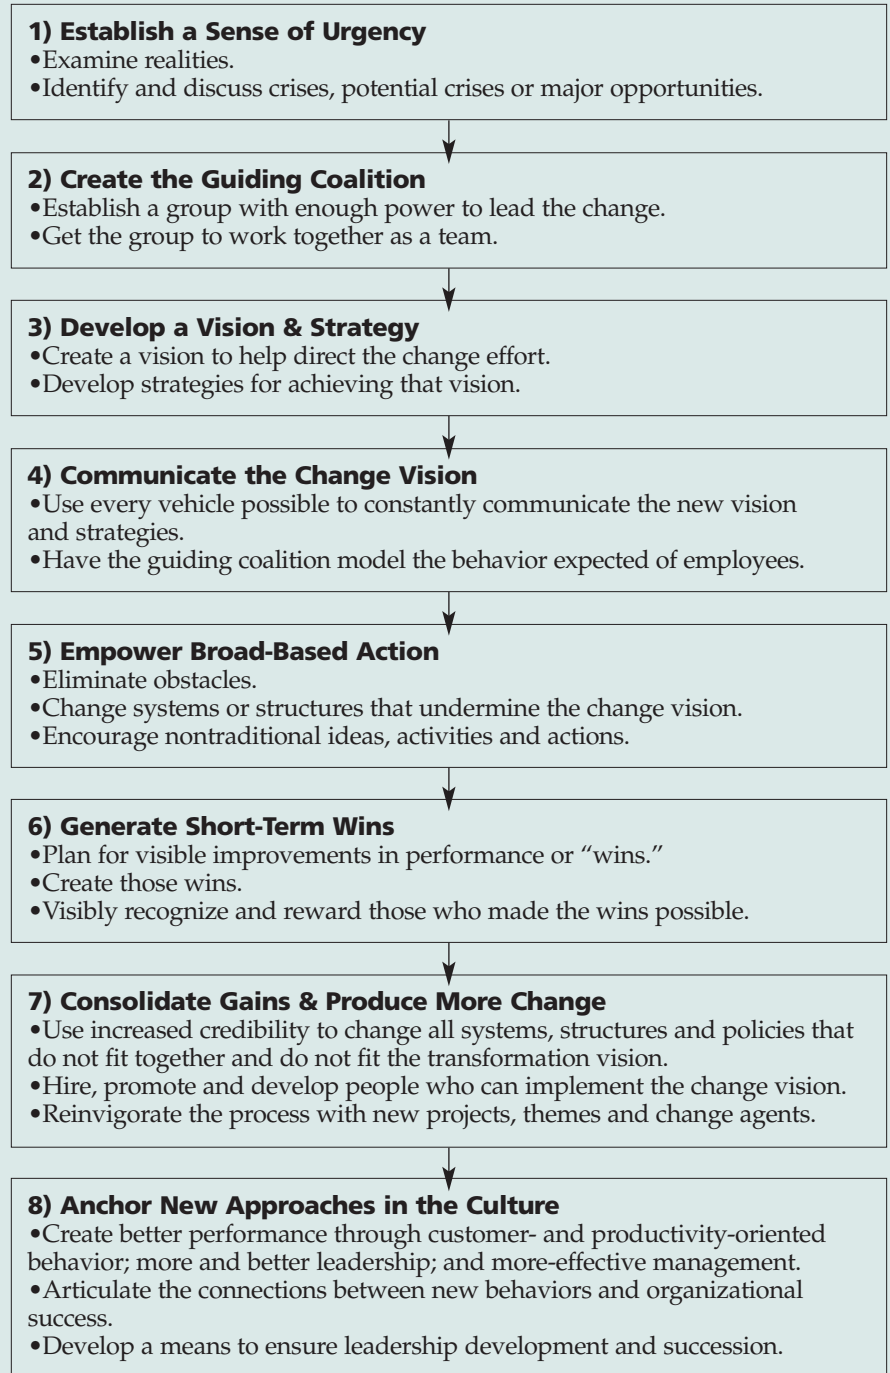 1) Establish a Sense of Urgency
•Examine realities.
•Identify and discuss crises, potential crises or major opportunities.
2) Create the Guiding Coalition
•Establish a group with enough power to lead the change.
•Get the group to work together as a team.
3) Develop a Vision & Strategy
•Create a vision to help direct the change effort.
•Develop strategies for achieving that vision.
4) Communicate the Change Vision
•Use every vehicle possible to constantly communicate the new vision
and strategies.
•Have the guiding coalition model the behavior expected of employees.
5) Empower Broad-Based Action
•Eliminate obstacles.
•Change systems or structures that undermine the change vision.
•Encourage nontraditional ideas, activities and actions.
6) Generate Short-Term Wins
•Plan for visible improvements in performance or “wins.”
•Create those wins.
•Visibly recognize and reward those who made the wins possible.
7) Consolidate Gains & Produce More Change
•Use increased credibility to change all systems, structures and policies that
do not fit together and do not fit the transformation vision.
•Hire, promote and develop people who can implement the change vision.
•Reinvigorate the process with new projects, themes and change agents.
8) Anchor New Approaches in the Culture
•Create better performance through customer- and productivity-oriented
behavior; more and better leadership; and more-effective management.
•Articulate the connections between new behaviors and organizational
success.
•Develop a means to ensure leadership development and succession.